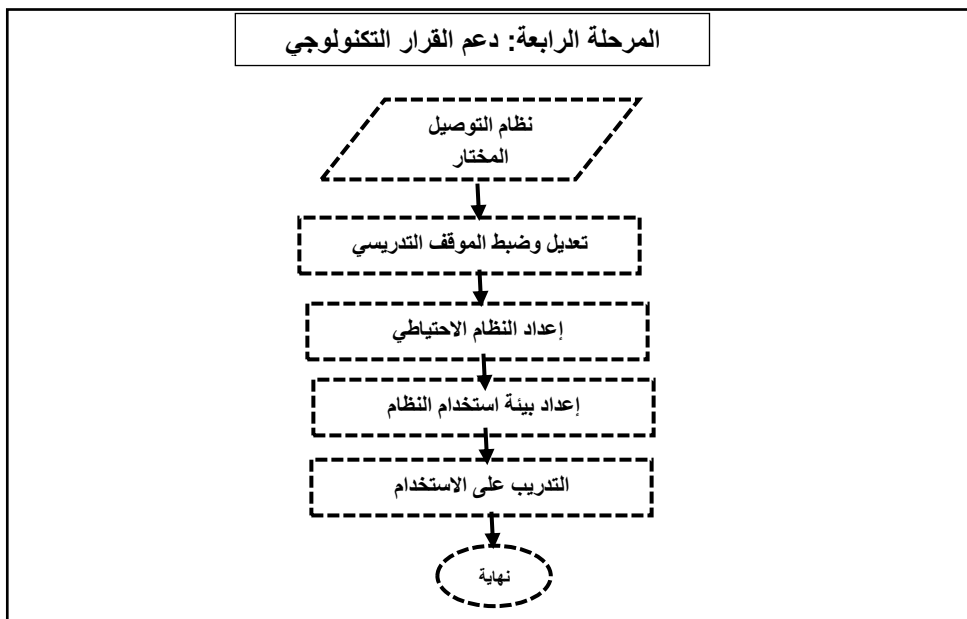 المرحلة الرابعة: دعم القرار التكنولوجي
نظام التوصيل
المختار
تعديل وضبط الموقف التدريسي
إعداد النظام الاحتياطي
إعداد بيئة استخدام النظام
التدريب على الاستخدام
نهاية